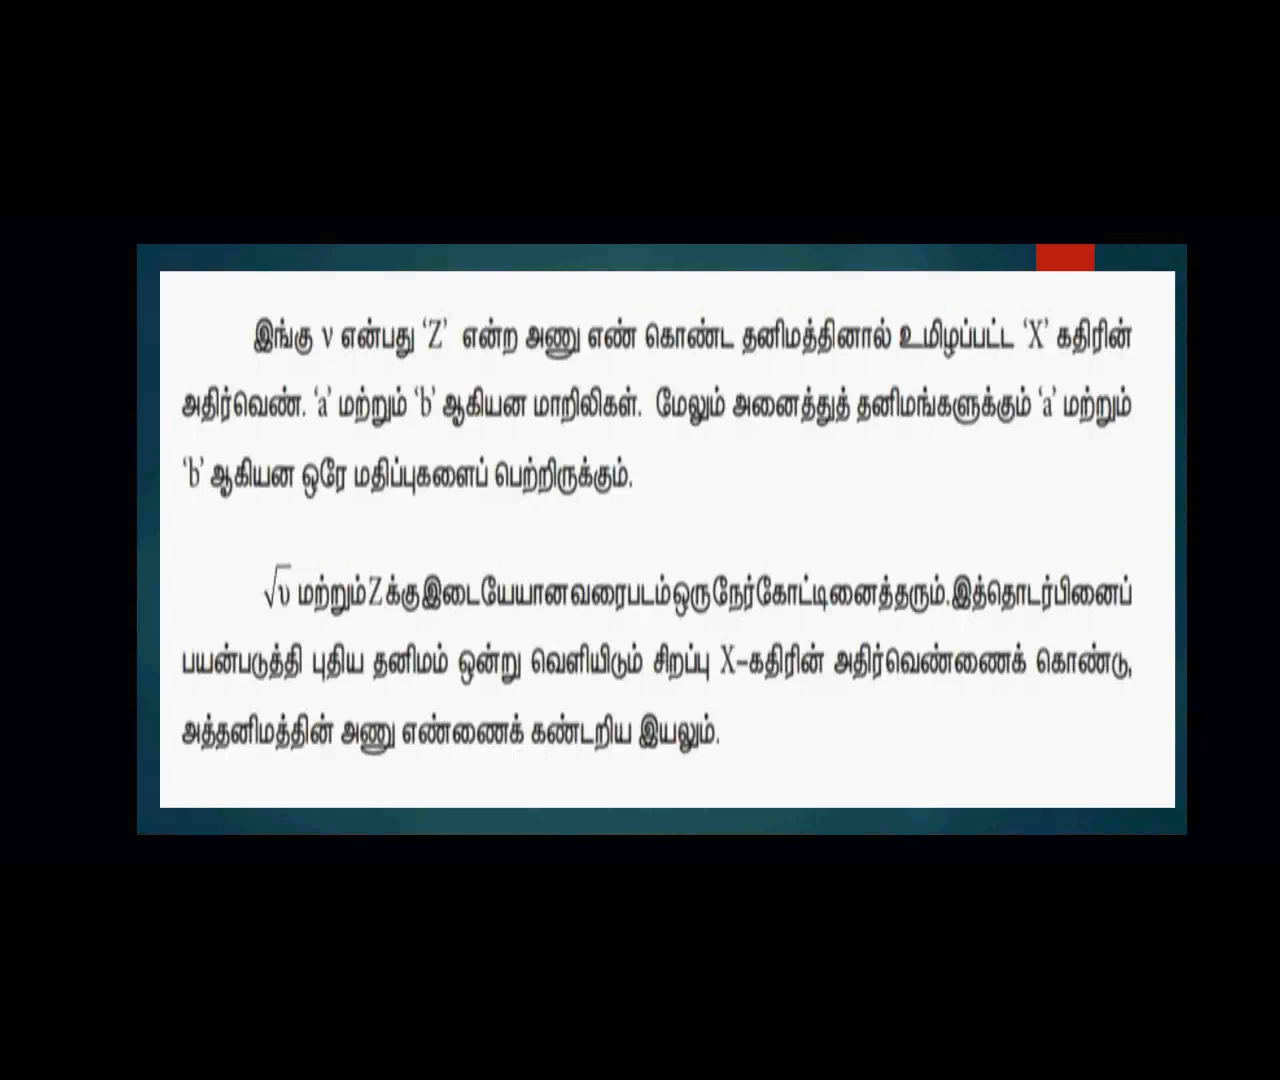 இங்கு ν என்பது ‘Z’ என்ற அணு எண் கொண்ட தனிமத்தினால் உமிழப்பட்ட ‘X’ கதிரின்
அதிர்வெண். ‘a’ மற்றும் ‘b’ ஆகியன மாறிலிகள். மேலும் அனைத்துத் தனிமங்களுக்கும் ‘a’ மற்றும்
‘b’ ஆகியன ஒரே மதிப்புகளைப் பெற்றிருக்கும்.
√υ மற்றும் Z க்கு இடையேயான வரைபடம் ஒரு நேர்கோட்டினைத் தரும். இத்தொடர்பினைப்
பயன்படுத்தி புதிய தனிமம் ஒன்று வெளியிடும் சிறப்பு X–கதிரின் அதிர்வெண்ணைக் கொண்டு,
அத்தனிமத்தின் அணு எண்ணைக் கண்டறிய இயலும்.